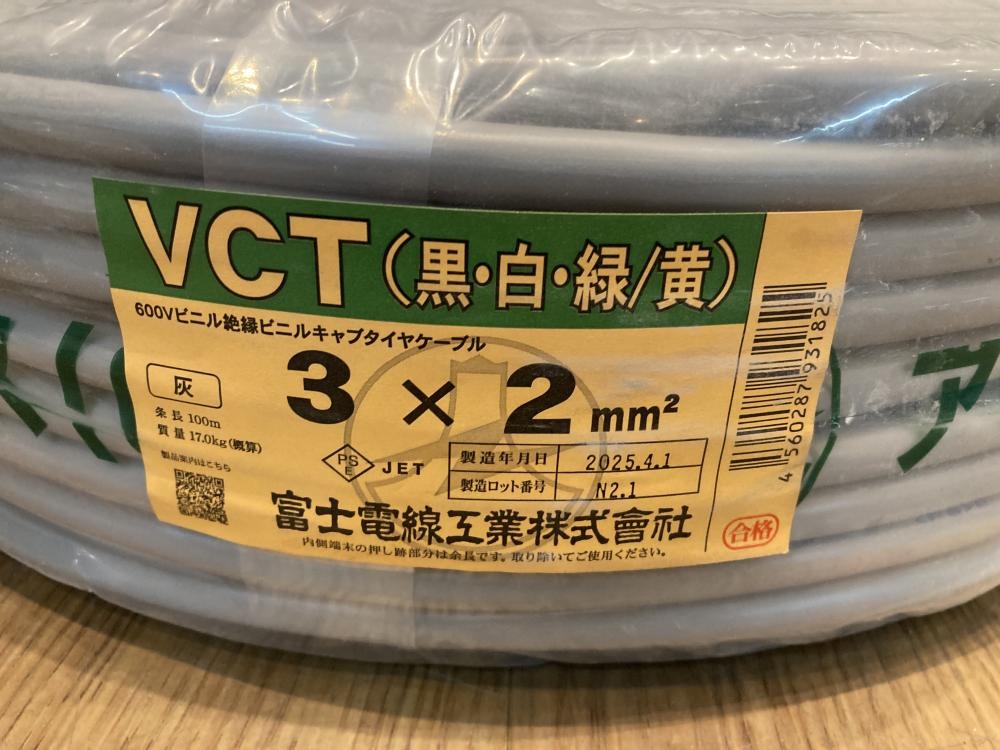 VCT(黒・白・緑/黄)
600Vビニル絶縁ビニルキャブタイヤケーブル
3 × 2 mm²
灰
条長 100m
質量 17.0kg(概算)
製品案内はこちら
PS
E
JET
製造年月日 2025.4.1
製造ロット番号 N2.1
富士電線工業株式會社
内側端末の押し跡部分は余長です。取り除いてご使用ください。
4 560287 931825
合格
ア